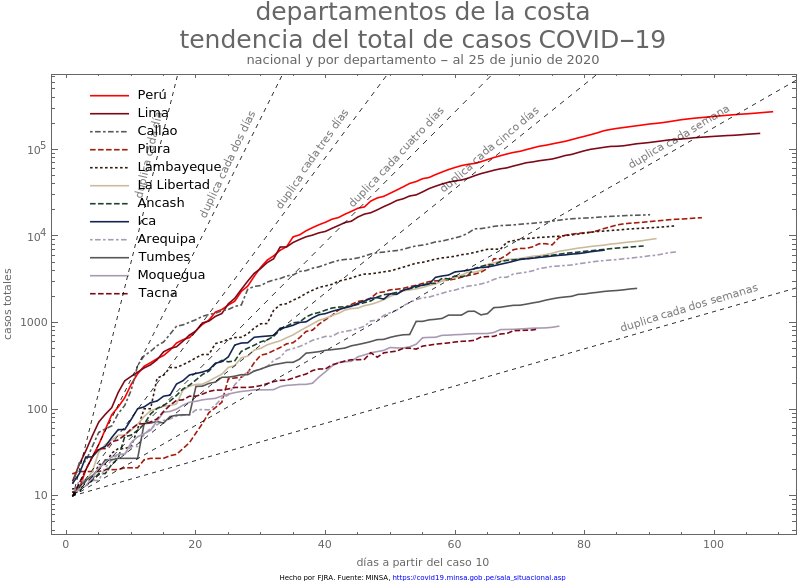 departamentos de la costa
tendencia del total de casos COVID−19
nacional y por departamento − al 25 de junio de 2020
Perú
Lima
Callao
Piura
Lambayeque
La Libertad
Ancash
Ica
Arequipa
Tumbes
Moquegua
Tacna
duplica cada día
duplica cada dos días
duplica cada tres días
duplica cada cuatro días
duplica cada cinco días
duplica cada semana
duplica cada dos semanas
casos totales
10^5
10^4
1000
100
10
0 20 40 60 80 100
días a partir del caso 10
Hecho por FJRA. Fuente: MINSA, https://covid19.minsa.gob.pe/sala_situacional.asp